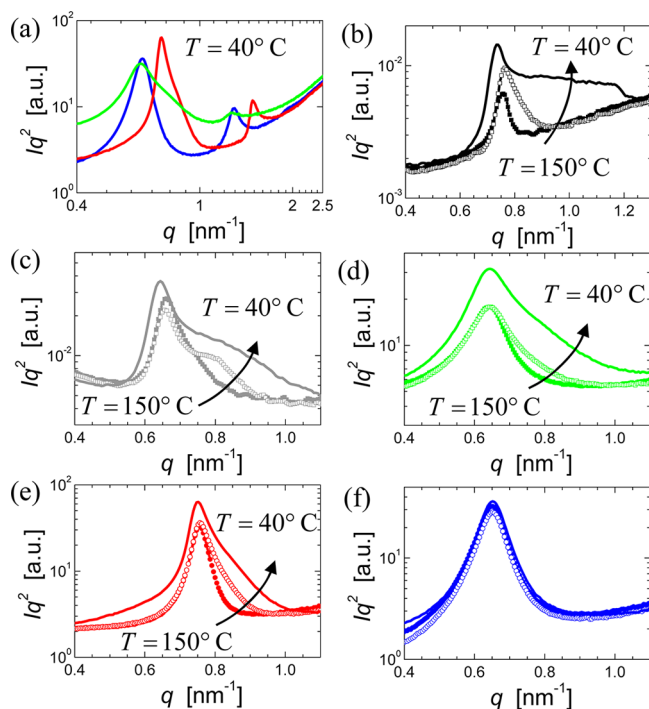 (a)
10²
10¹
10⁰
Iq² [a.u.]
T = 40° C
0.4
1
2
2.5
q [nm⁻¹]
(b)
10⁻²
10⁻³
Iq² [a.u.]
T = 40° C
T = 150° C
0.4 0.6 0.8 1.0 1.2
q [nm⁻¹]
(c)
10⁻²
Iq² [a.u.]
T = 40° C
T = 150° C
0.4 0.6 0.8 1.0
q [nm⁻¹]
(d)
10¹
Iq² [a.u.]
T = 40° C
T = 150° C
0.4 0.6 0.8 1.0
q [nm⁻¹]
(e)
10²
10¹
10⁰
Iq² [a.u.]
T = 40° C
T = 150° C
0.4 0.6 0.8 1.0
q [nm⁻¹]
(f)
10¹
10⁰
Iq² [a.u.]
0.4 0.6 0.8 1.0
q [nm⁻¹]